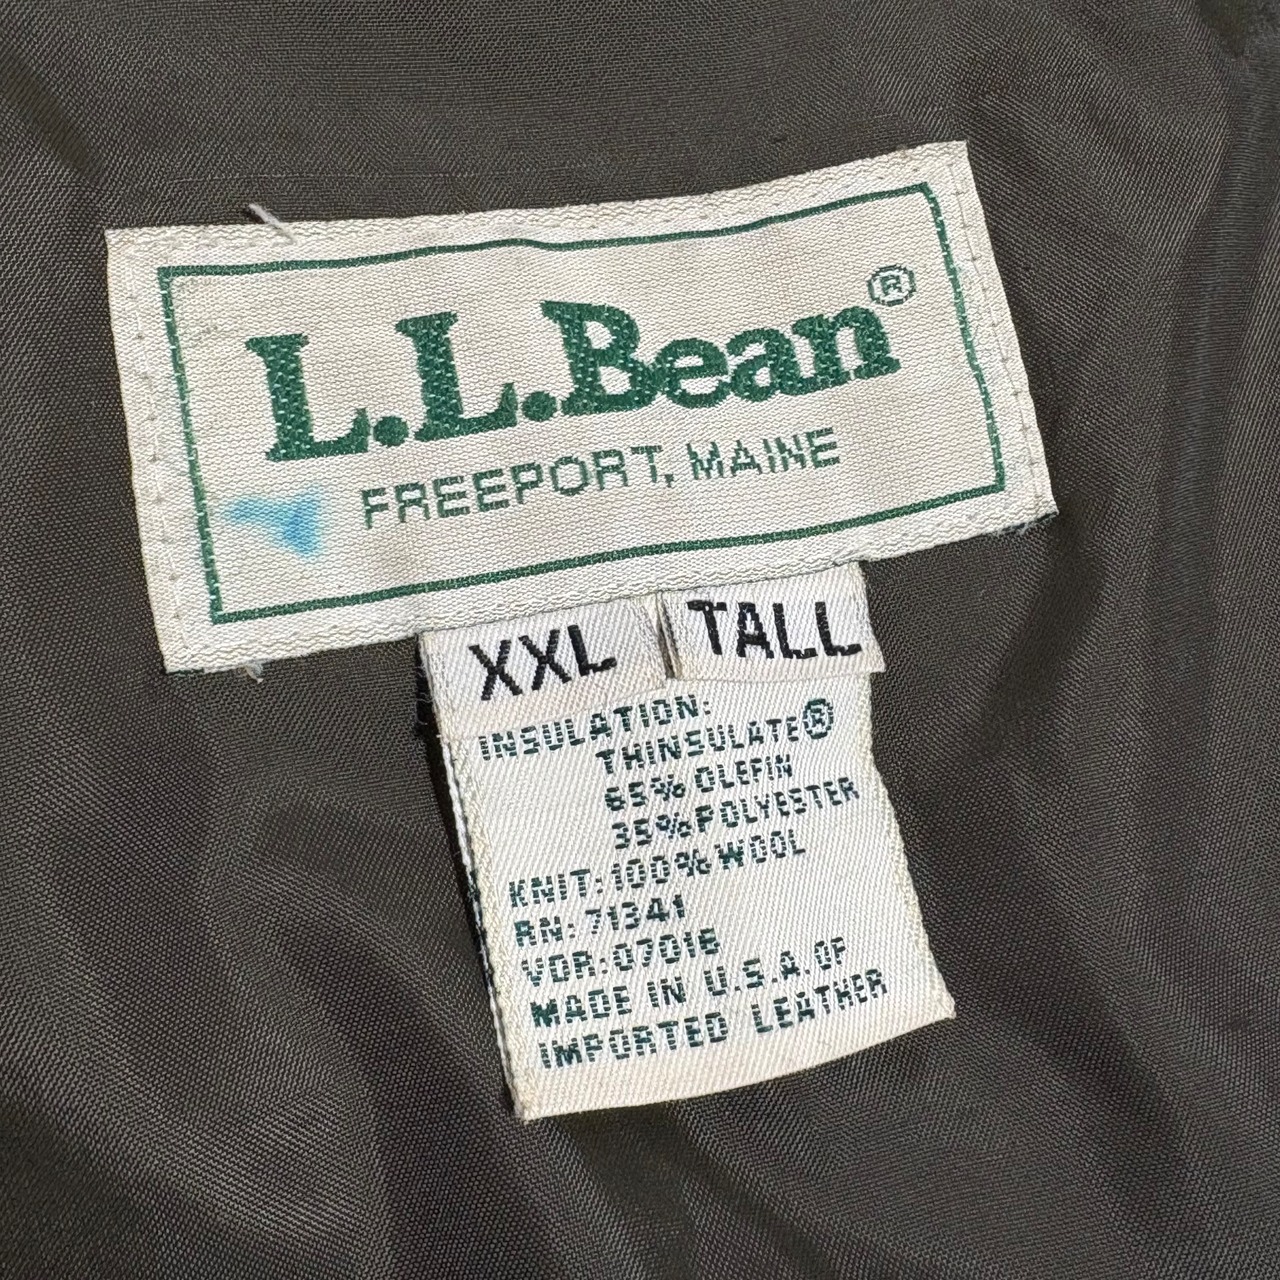 L.L.Bean®
FREEPORT, MAINE
XXL
TALL
INSULATION:
THINSULATE®
65% OLEFIN
35% POLYESTER
KNIT: 100% WOOL
RN: 71341
VDR: 07016
MADE IN U.S.A. OF
IMPORTED LEATHER